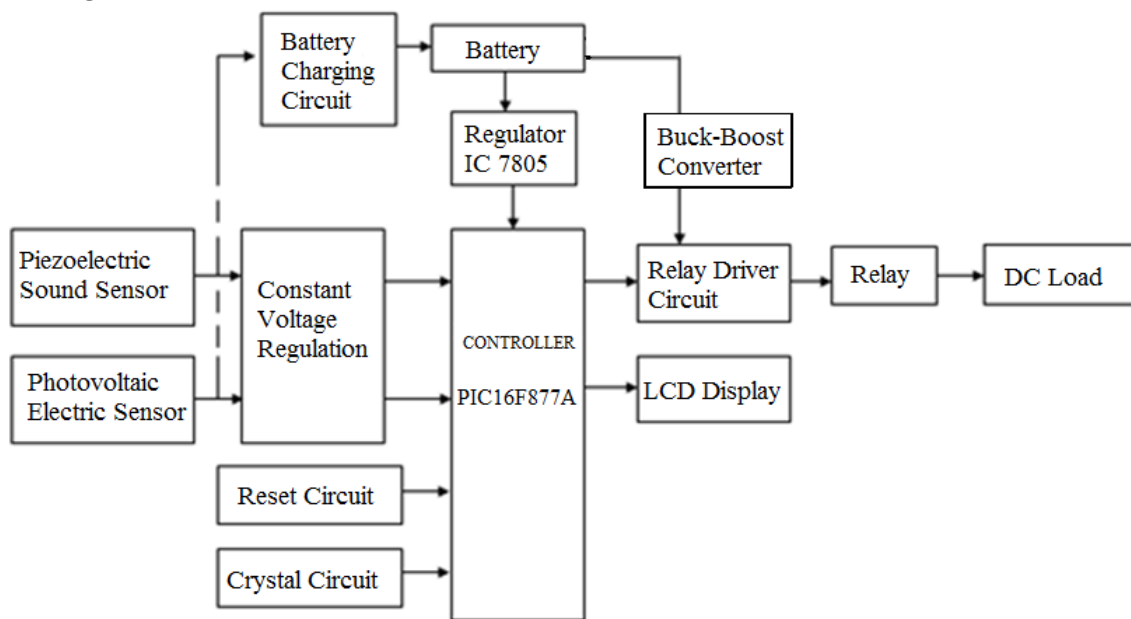 Battery
Charging
Circuit
Battery
Regulator
IC 7805
Buck-Boost
Converter
Piezoelectric
Sound Sensor
Constant
Voltage
Regulation
CONTROLLER
PIC16F877A
Relay Driver
Circuit
Relay
DC Load
Photovoltaic
Electric Sensor
LCD Display
Reset Circuit
Crystal Circuit